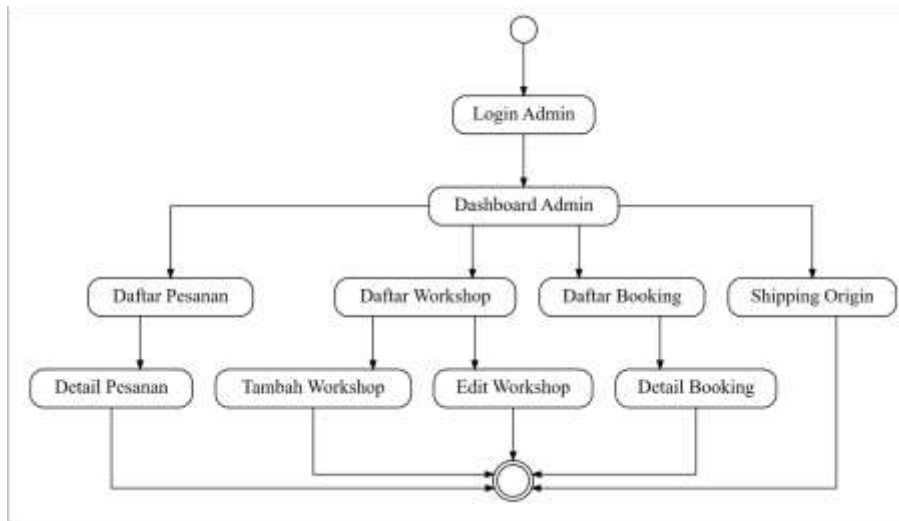 Login Admin
Dashboard Admin
Daftar Pesanan
Daftar Workshop
Daftar Booking
Shipping Origin
Detail Pesanan
Tambah Workshop
Edit Workshop
Detail Booking